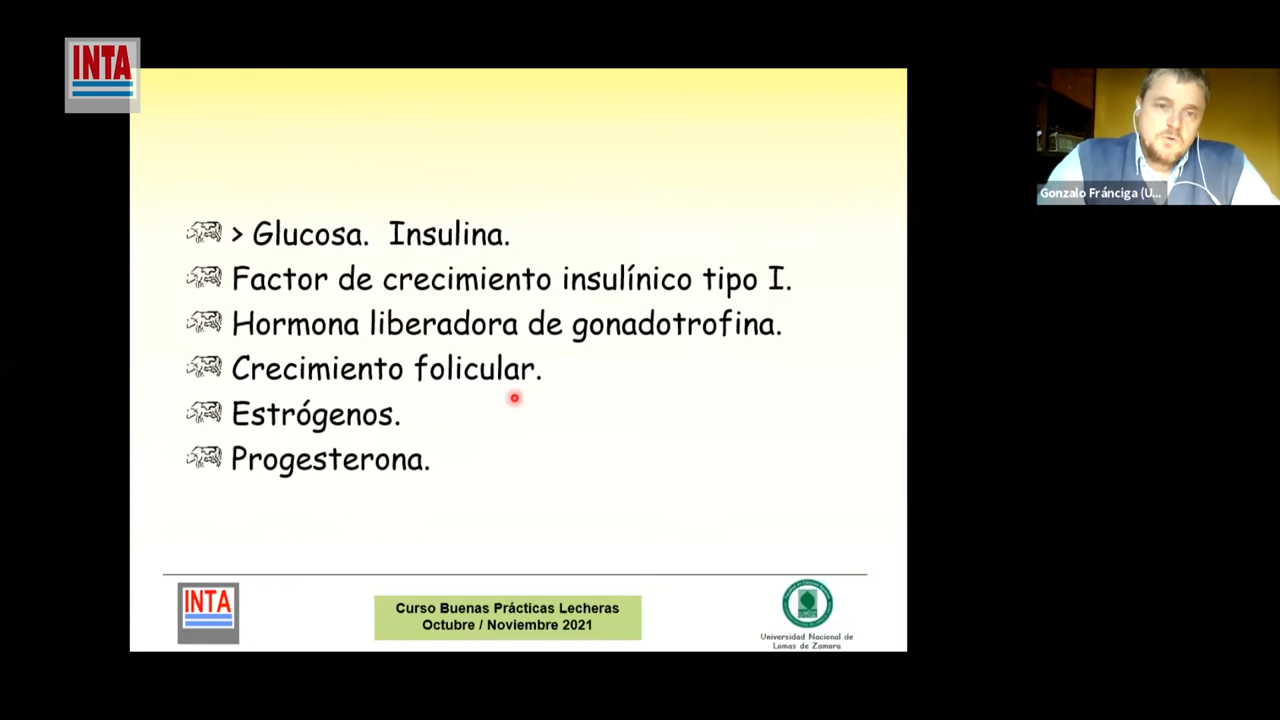 INTA
> Glucosa.  Insulina.
Factor de crecimiento insulínico tipo I.
Hormona liberadora de gonadotrofina.
Crecimiento folicular.
Estrógenos.
Progesterona.
INTA
Curso Buenas Prácticas Lecheras
Octubre / Noviembre 2021
Universidad Nacional de
Lomas de Zamora
Gonzalo Fránciga (U...